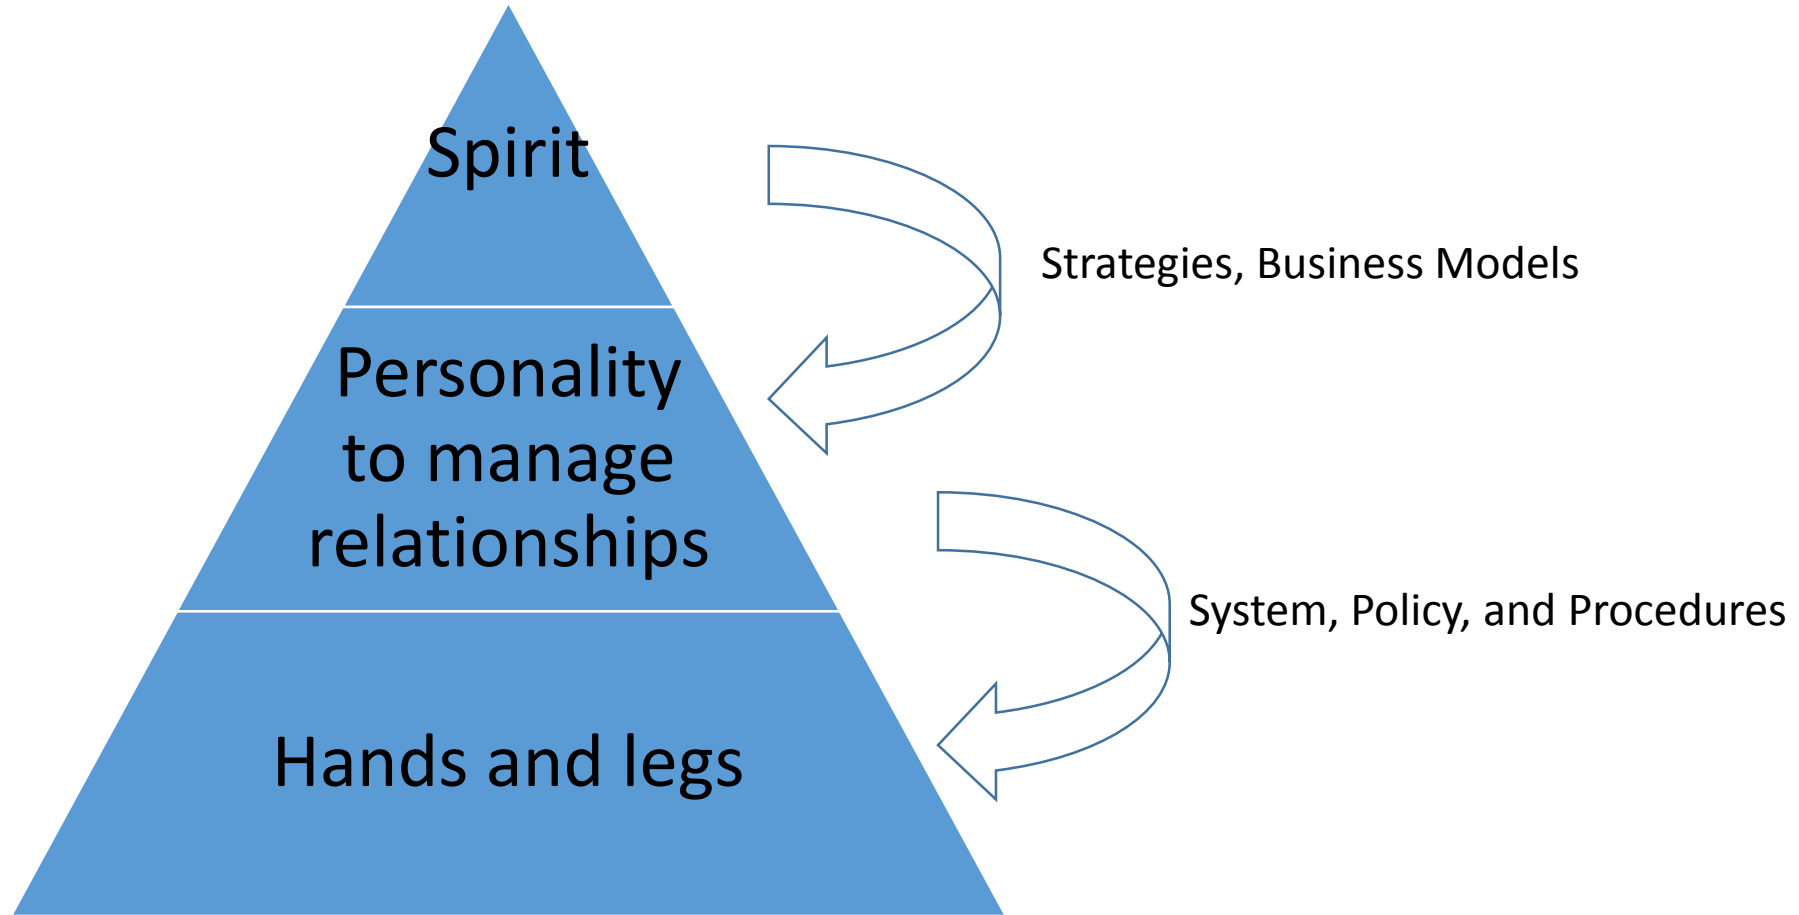 Spirit
Strategies, Business Models
Personality
to manage
relationships
System, Policy, and Procedures
Hands and legs